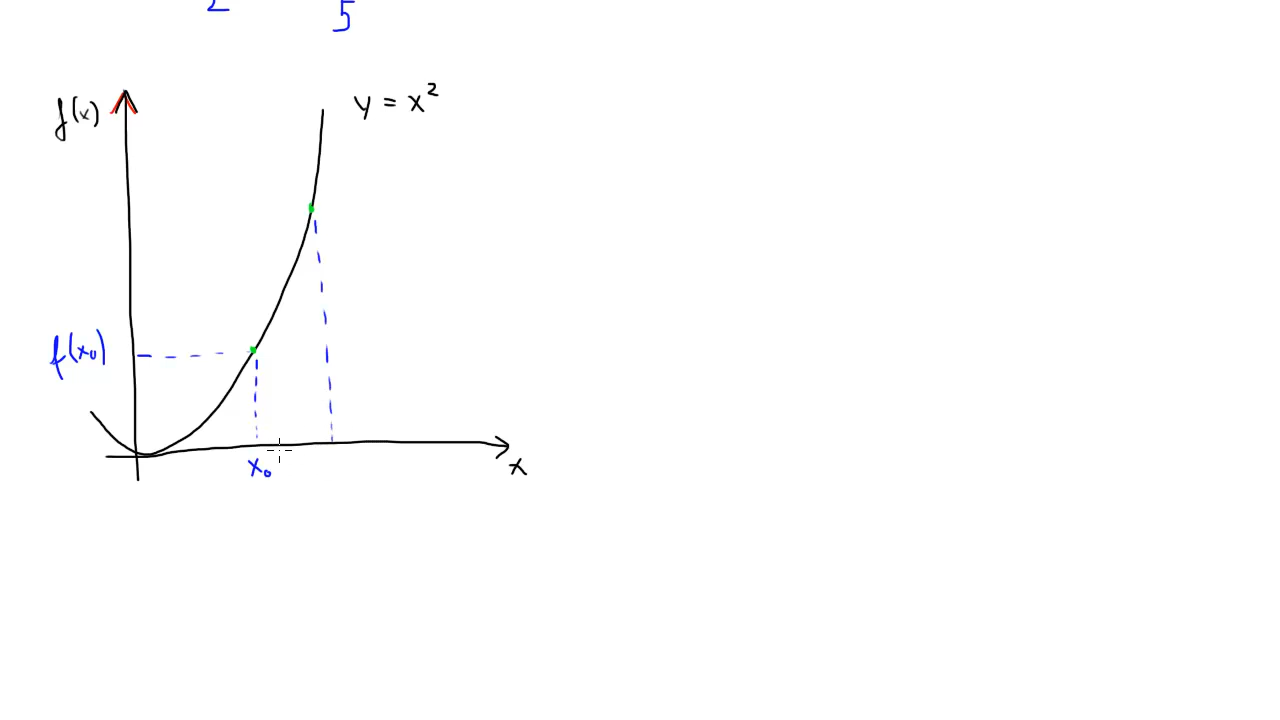 2 5
f(x)
y = x²
f(x₀)
x₀
x